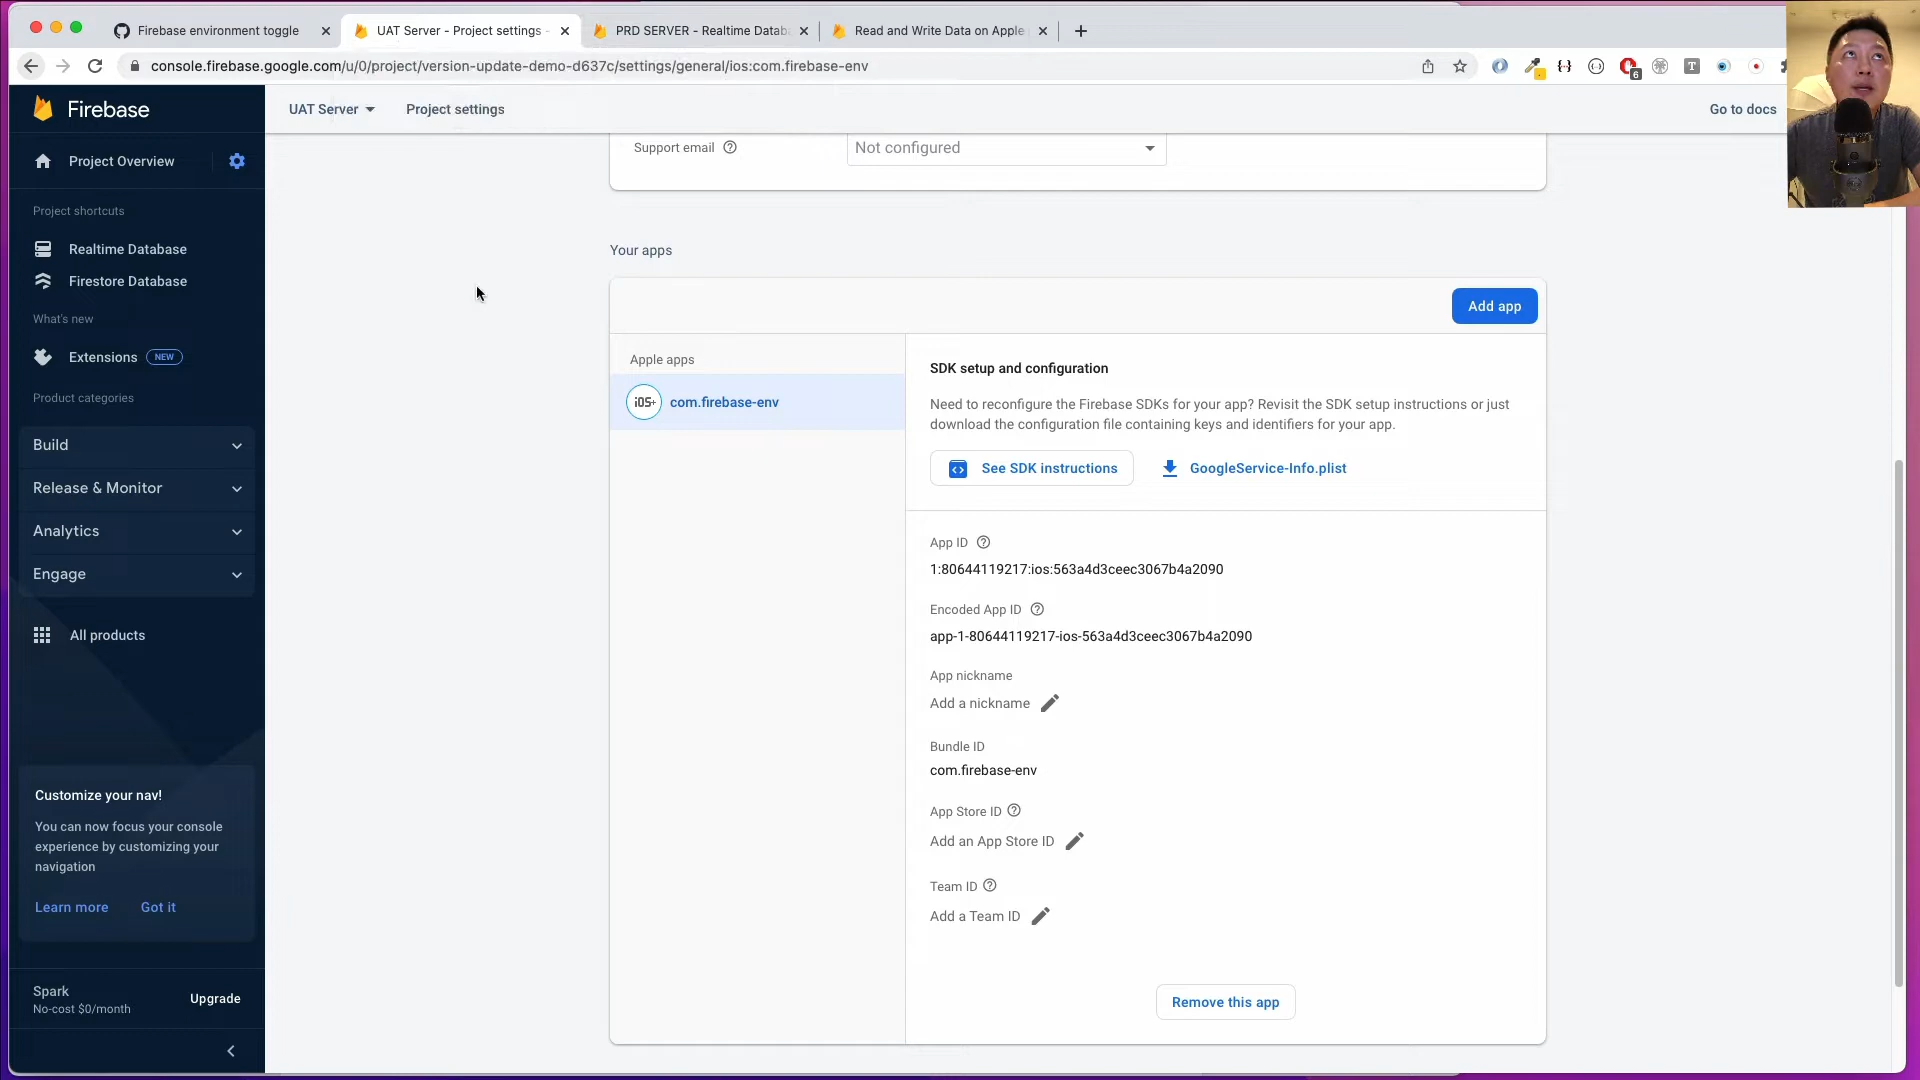 Firebase environment toggle
UAT Server - Project settings -
PRD SERVER - Realtime Datab
Read and Write Data on Apple
console.firebase.google.com/u/0/project/version-update-demo-d637c/settings/general/ios:com.firebase-env
6
T
Firebase
UAT Server
Project settings
Go to docs
Project Overview
Support email
Not configured
Project shortcuts
Realtime Database
Firestore Database
What's new
Extensions NEW
Product categories
Build
Release & Monitor
Analytics
Engage
All products
Customize your nav!
You can now focus your console
experience by customizing your
navigation
Learn more
Got it
Spark
No-cost $0/month
Upgrade
Your apps
Add app
Apple apps
iOS+
com.firebase-env
SDK setup and configuration
Need to reconfigure the Firebase SDKs for your app? Revisit the SDK setup instructions or just
download the configuration file containing keys and identifiers for your app.
See SDK instructions
GoogleService-Info.plist
App ID
1:80644119217:ios:563a4d3ceec3067b4a2090
Encoded App ID
app-1-80644119217-ios-563a4d3ceec3067b4a2090
App nickname
Add a nickname
Bundle ID
com.firebase-env
App Store ID
Add an App Store ID
Team ID
Add a Team ID
Remove this app